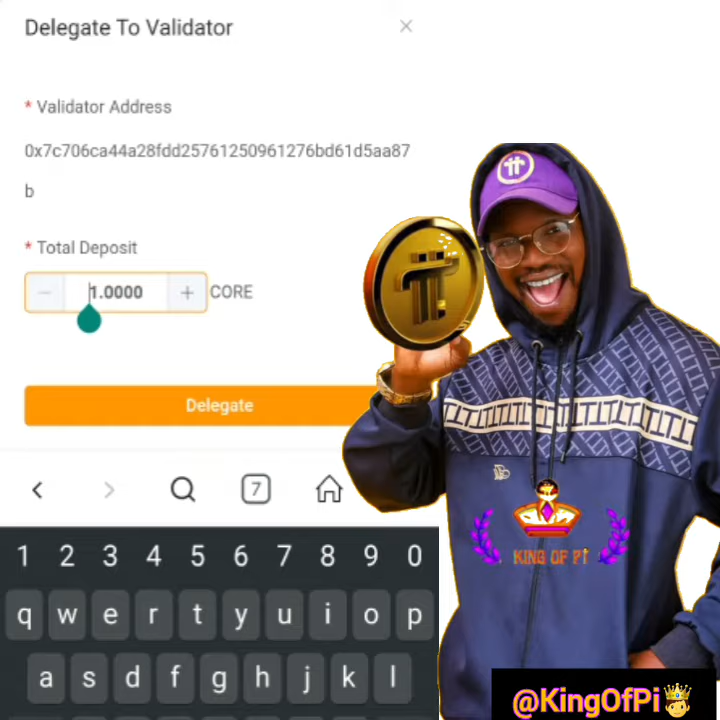 Delegate To Validator
* Validator Address
0x7c706ca44a28fdd25761250961276bd61d5aa87
b
* Total Deposit
1.0000
CORE
Delegate
7
1 2 3 4 5 6 7 8 9 0
q w e r t y u i o p
a s d f g h j k l
KING OF PI
@KingOfPi